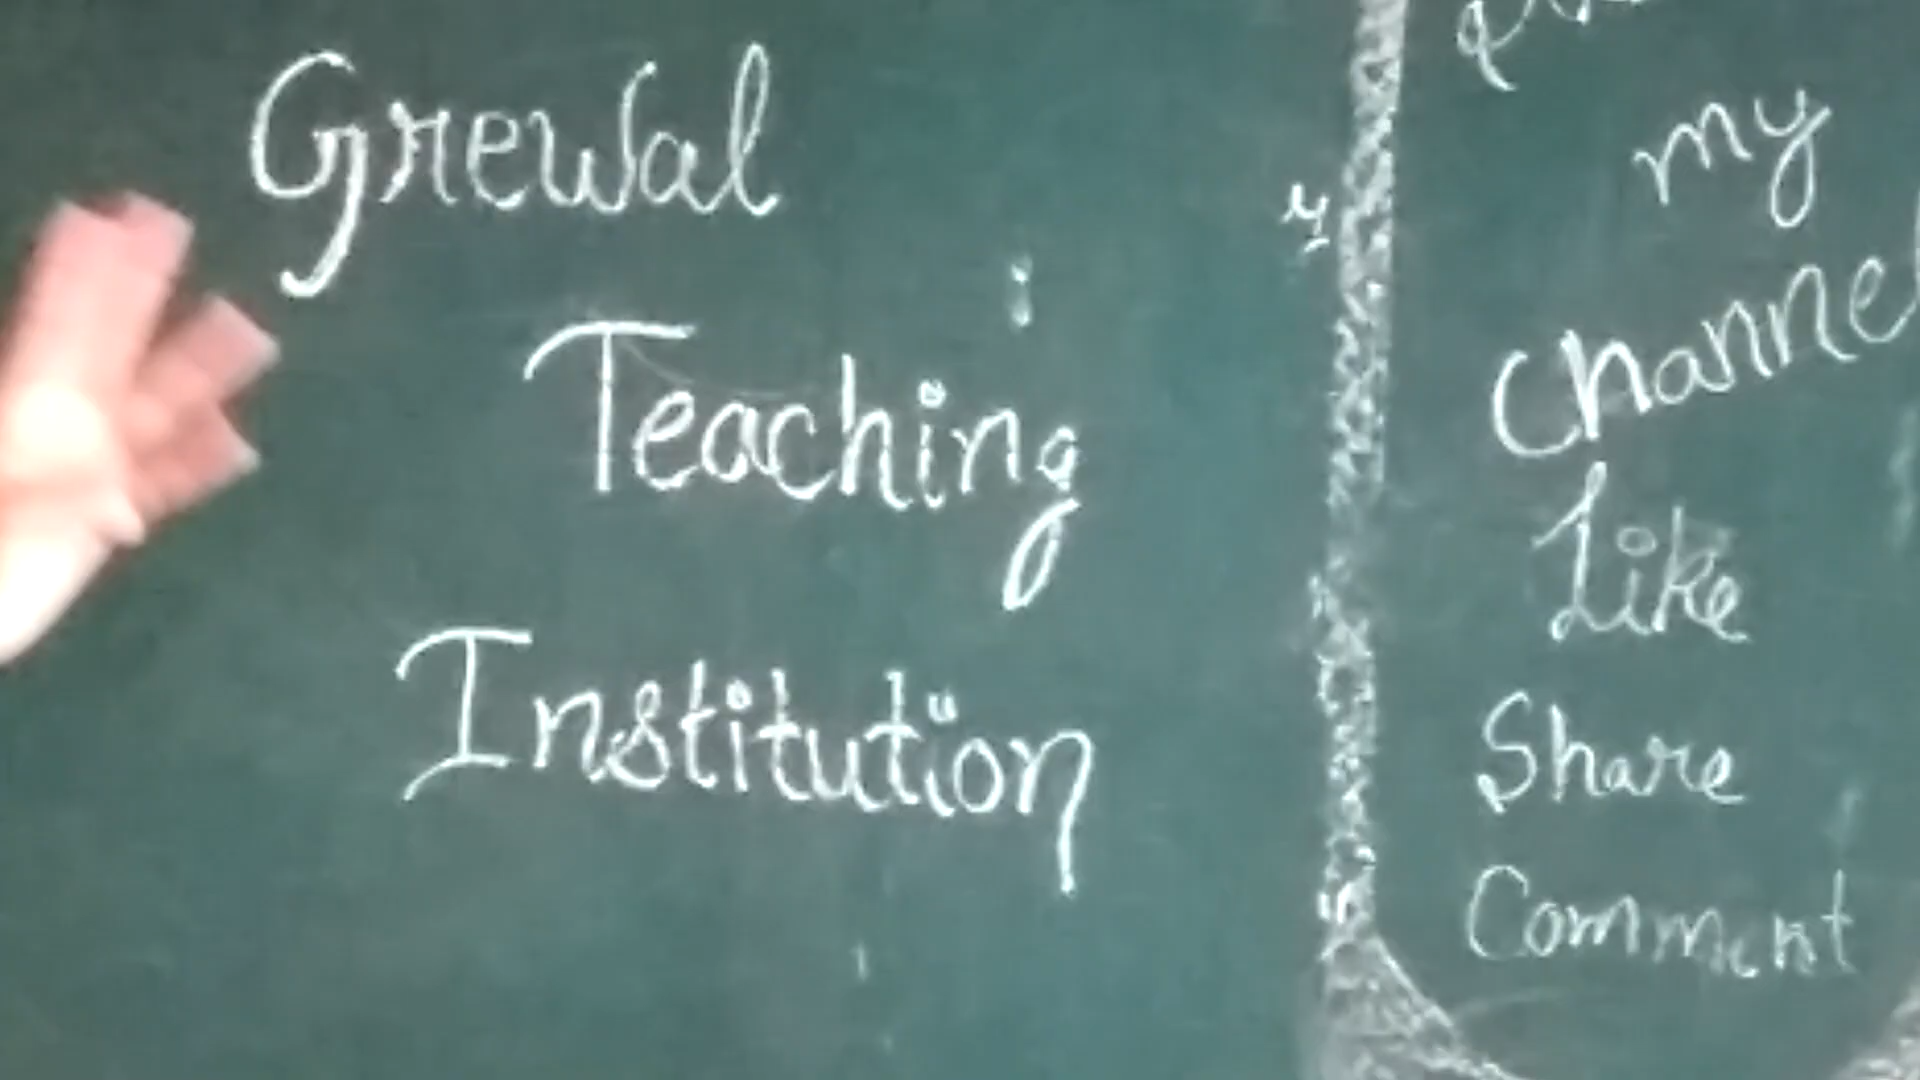 Grewal
Teaching
Institution
my
Channel
Like
Share
Comment